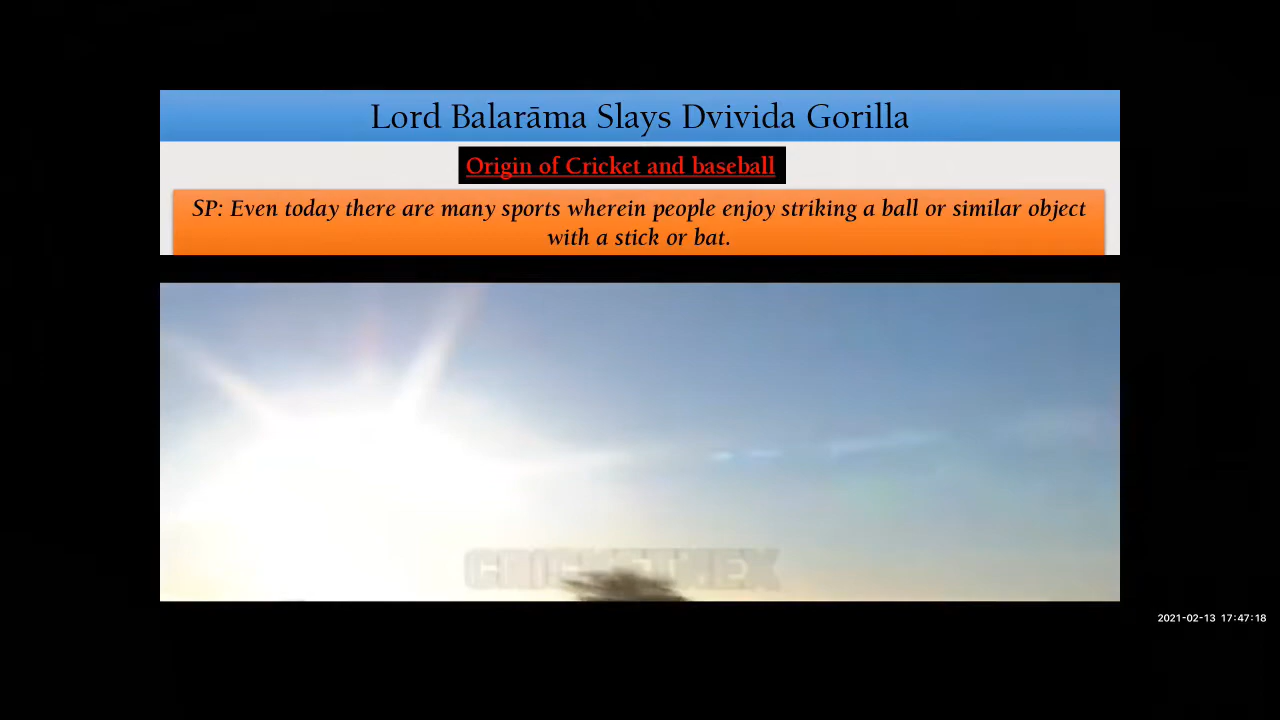 Lord Balarāma Slays Dvivida Gorilla
Origin of Cricket and baseball
SP: Even today there are many sports wherein people enjoy striking a ball or similar object
with a stick or bat.
2021-02-13 17:47:18